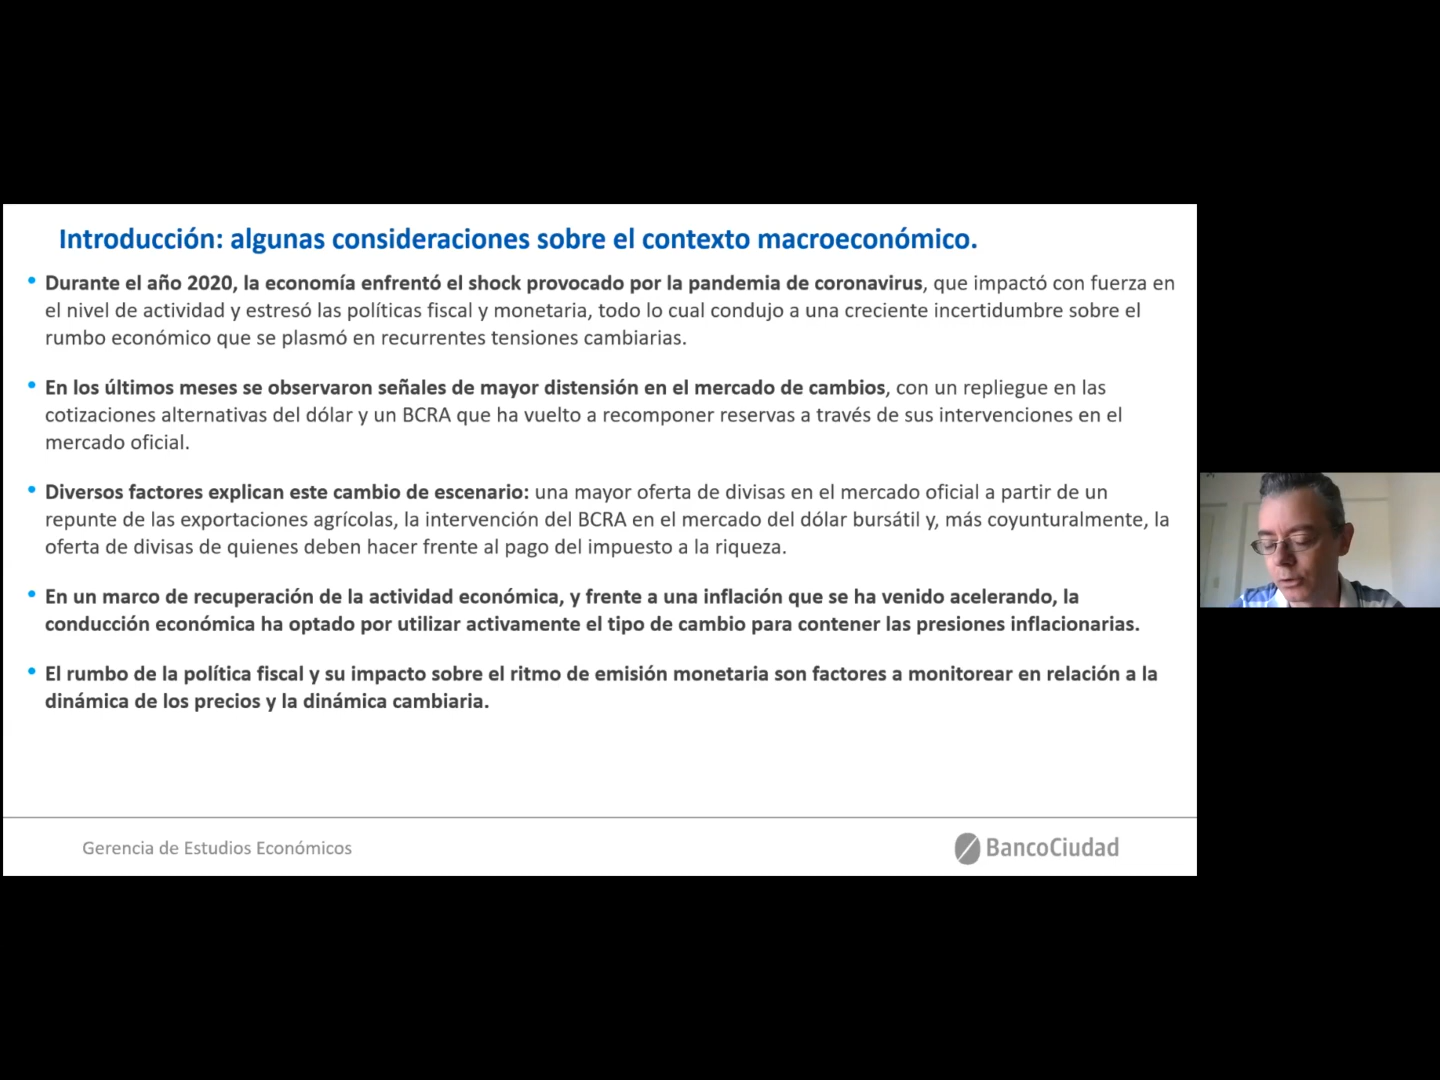 Introducción: algunas consideraciones sobre el contexto macroeconómico.
• Durante el año 2020, la economía enfrentó el shock provocado por la pandemia de coronavirus, que impactó con fuerza en
el nivel de actividad y estresó las políticas fiscal y monetaria, todo lo cual condujo a una creciente incertidumbre sobre el
rumbo económico que se plasmó en recurrentes tensiones cambiarias.
• En los últimos meses se observaron señales de mayor distensión en el mercado de cambios, con un repliegue en las
cotizaciones alternativas del dólar y un BCRA que ha vuelto a recomponer reservas a través de sus intervenciones en el
mercado oficial.
• Diversos factores explican este cambio de escenario: una mayor oferta de divisas en el mercado oficial a partir de un
repunte de las exportaciones agrícolas, la intervención del BCRA en el mercado del dólar bursátil y, más coyunturalmente, la
oferta de divisas de quienes deben hacer frente al pago del impuesto a la riqueza.
• En un marco de recuperación de la actividad económica, y frente a una inflación que se ha venido acelerando, la
conducción económica ha optado por utilizar activamente el tipo de cambio para contener las presiones inflacionarias.
• El rumbo de la política fiscal y su impacto sobre el ritmo de emisión monetaria son factores a monitorear en relación a la
dinámica de los precios y la dinámica cambiaria.
Gerencia de Estudios Económicos
BancoCiudad